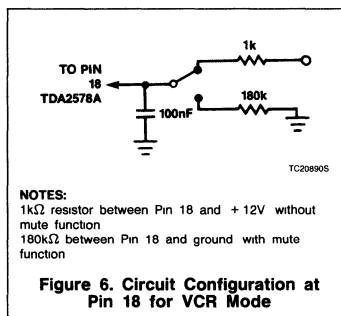 1k
TO PIN
18
TDA2578A
100nF
180k
TC20890S
NOTES:
1kΩ resistor between Pin 18 and + 12V without
mute function
180kΩ between Pin 18 and ground with mute
function
Figure 6. Circuit Configuration at
Pin 18 for VCR Mode